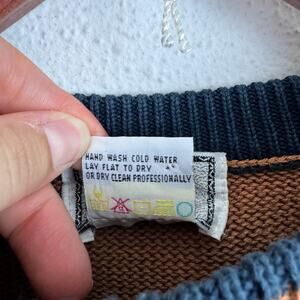 HAND WASH COLD WATER
LAY FLAT TO DRY
OR DRY CLEAN PROFESSIONALLY